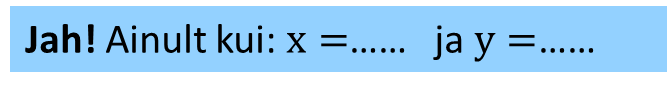 Jah! Ainult kui: x =...... ja y =......